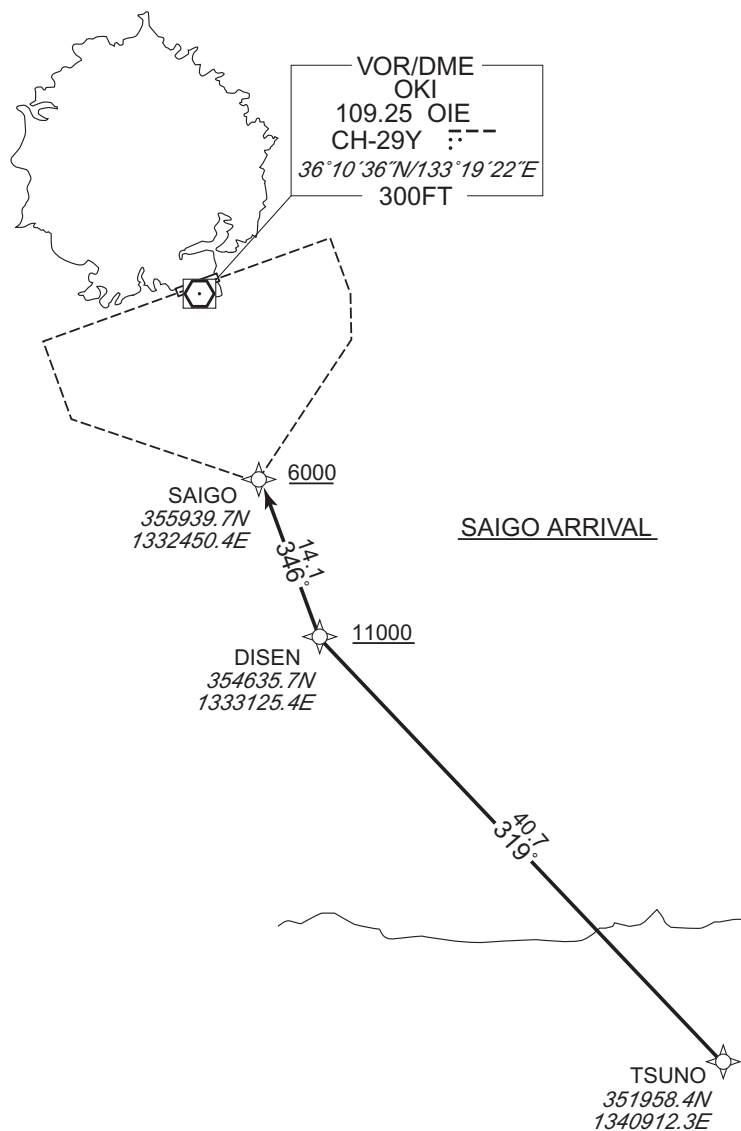 VOR/DME
OKI
109.25 OIE
CH-29Y
36°10´36˝N/133°19´22˝E
300FT
6000
SAIGO
355939.7N
1332450.4E
SAIGO ARRIVAL
14.1
346°
11000
DISEN
354635.7N
1333125.4E
40.7
319°
TSUNO
351958.4N
1340912.3E